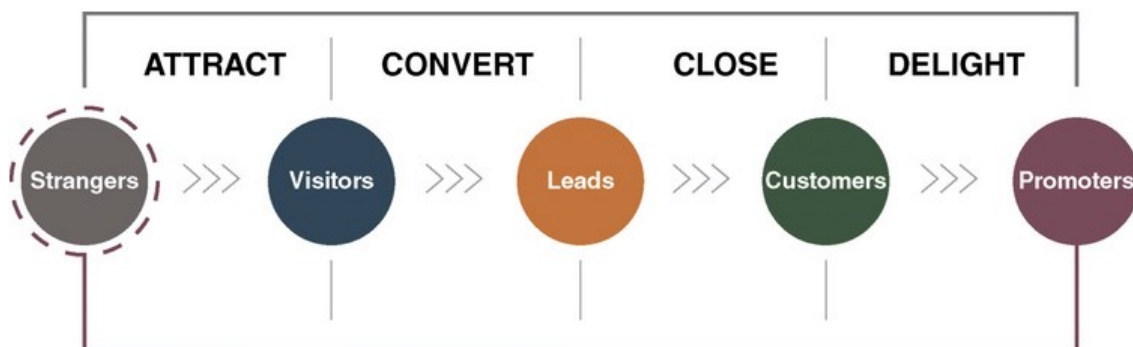 ATTRACT CONVERT CLOSE DELIGHT
Strangers Visitors Leads Customers Promoters